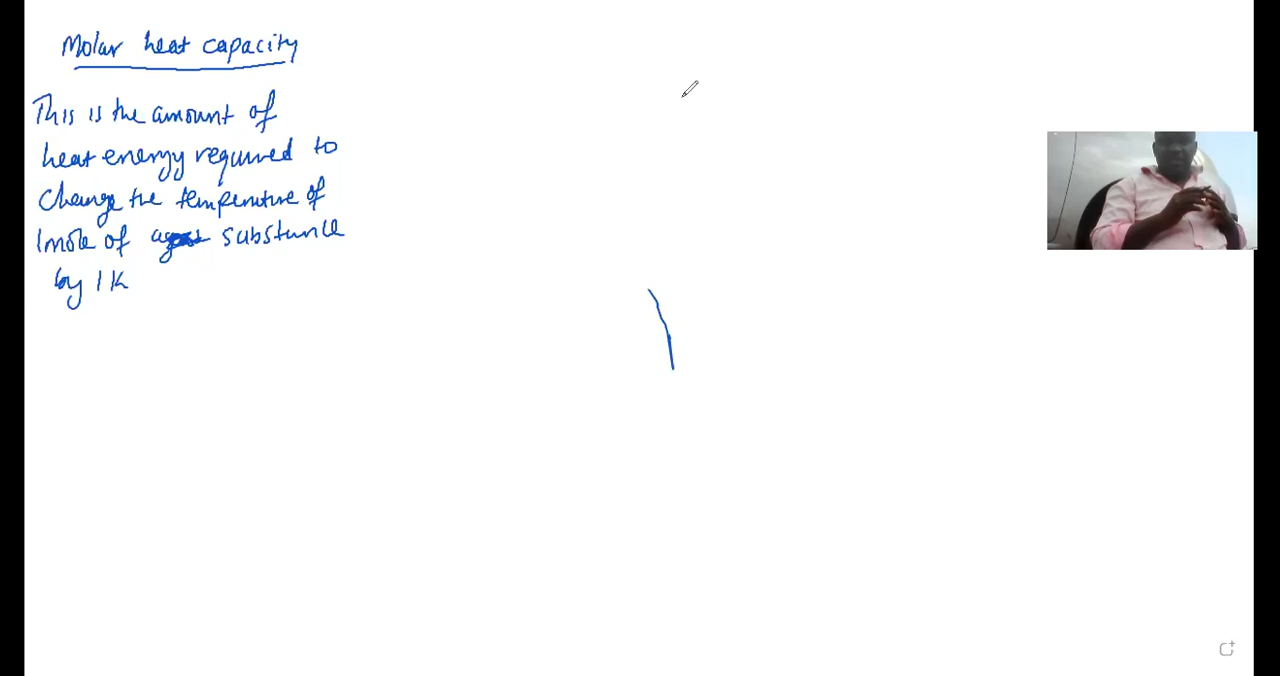 Molar heat capacity
This is the amount of
heat energy required to
change the temperature of
1mole of substance
by 1K